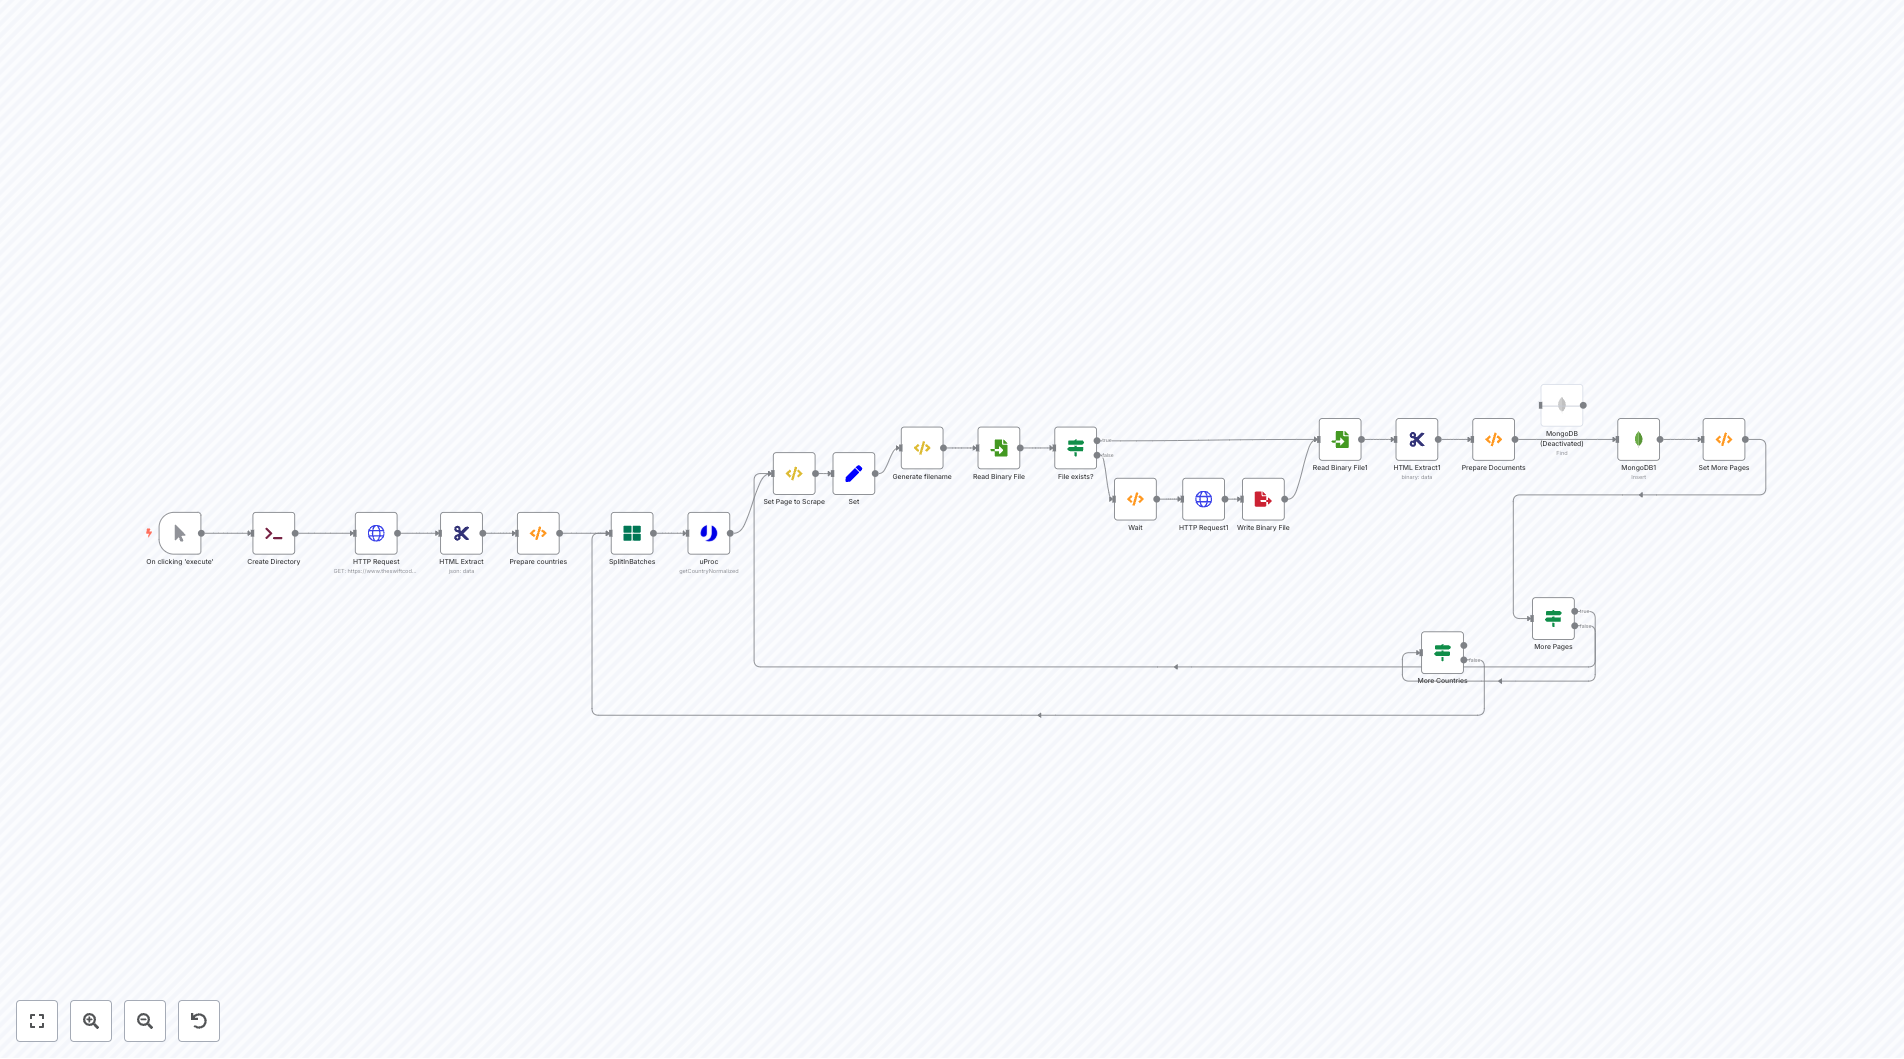 MongoDB
(Deactivated)
Find
true
false
Generate filename
Read Binary File
File exists?
Read Binary File1
HTML Extract1
binary: data
Prepare Documents
MongoDB1
insert
Set More Pages
Set Page to Scrape
Set
Wait
HTTP Request1
Write Binary File
On clicking 'execute'
Create Directory
HTTP Request
GET: https://www.theswiftcod...
HTML Extract
json: data
Prepare countries
SplitInBatches
uProc
getCountryNormalized
true
false
More Pages
false
More Countries